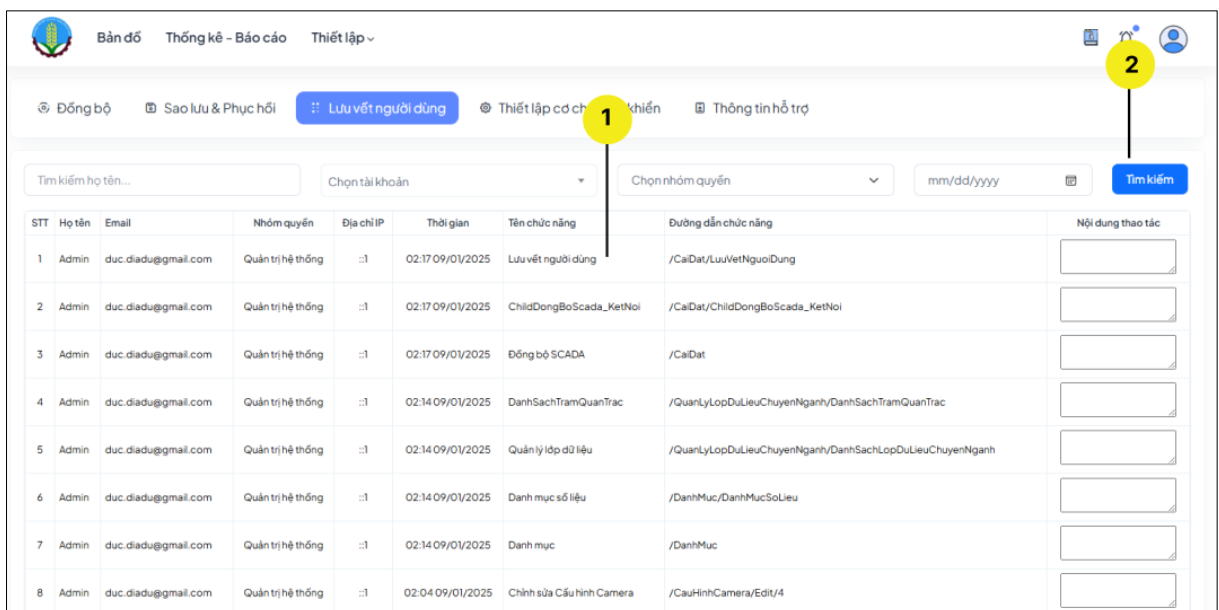 Bản đồ Thống kê - Báo cáo Thiết lập
2
Đồng bộ Sao lưu & Phục hồi Lưu vết người dùng Thiết lập cơ ch khiển Thông tin hỗ trợ
1
Tìm kiếm họ tên... Chọn tài khoản Chọn nhóm quyền mm/dd/yyyy Tìm kiếm
STT Họ tên Email Nhóm quyền Địa chỉ IP Thời gian Tên chức năng Đường dẫn chức năng Nội dung thao tác
1 Admin duc.diadu@gmail.com Quản trị hệ thống ::1 02:17 09/01/2025 Lưu vết người dùng /CaiDat/LuuVetNguoiDung
2 Admin duc.diadu@gmail.com Quản trị hệ thống ::1 02:17 09/01/2025 ChildDongBoScada_KetNoi /CaiDat/ChildDongBoScada_KetNoi
3 Admin duc.diadu@gmail.com Quản trị hệ thống ::1 02:17 09/01/2025 Đồng bộ SCADA /CaiDat
4 Admin duc.diadu@gmail.com Quản trị hệ thống ::1 02:14 09/01/2025 DanhSachTramQuanTrac /QuanLyLopDuLieuChuyenNganh/DanhSachTramQuanTrac
5 Admin duc.diadu@gmail.com Quản trị hệ thống ::1 02:14 09/01/2025 Quản lý lớp dữ liệu /QuanLyLopDuLieuChuyenNganh/DanhSachLopDuLieuChuyenNganh
6 Admin duc.diadu@gmail.com Quản trị hệ thống ::1 02:14 09/01/2025 Danh mục số liệu /DanhMuc/DanhMucSoLieu
7 Admin duc.diadu@gmail.com Quản trị hệ thống ::1 02:14 09/01/2025 Danh mục /DanhMuc
8 Admin duc.diadu@gmail.com Quản trị hệ thống ::1 02:04 09/01/2025 Chỉnh sửa Cấu hình Camera /CauHinhCamera/Edit/4